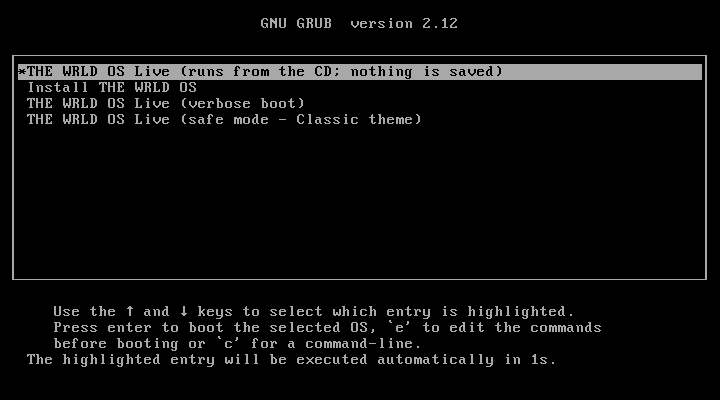 GNU GRUB  version 2.12
*THE WRLD OS Live (runs from the CD; nothing is saved)
Install THE WRLD OS
THE WRLD OS Live (verbose boot)
THE WRLD OS Live (safe mode - Classic theme)
Use the ↑ and ↓ keys to select which entry is highlighted.
Press enter to boot the selected OS, `e' to edit the commands
before booting or `c' for a command-line.
The highlighted entry will be executed automatically in 1s.